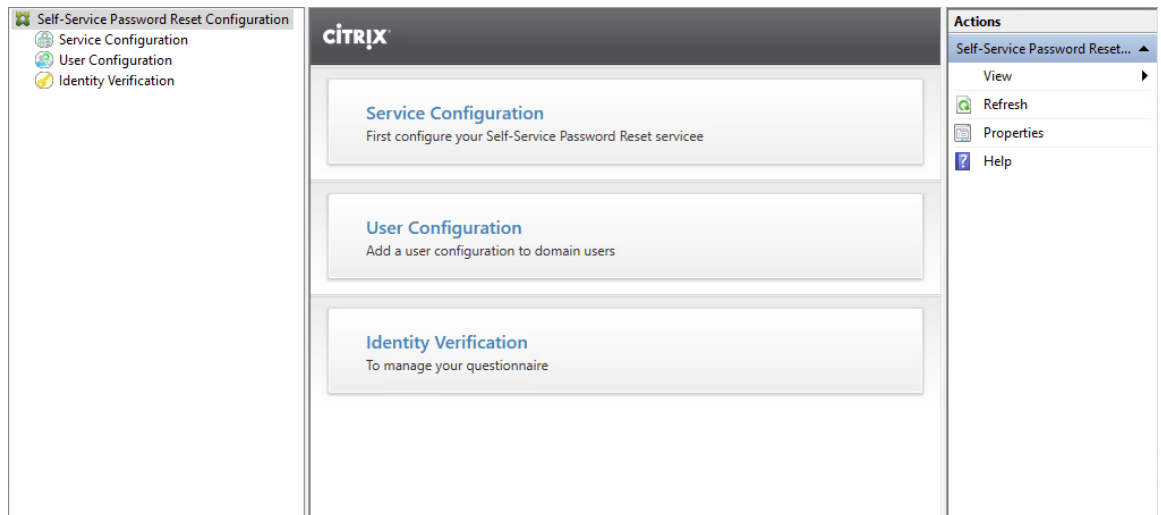 Self-Service Password Reset Configuration
Service Configuration
User Configuration
Identity Verification
CITRIX
Service Configuration
First configure your Self-Service Password Reset servicee
User Configuration
Add a user configuration to domain users
Identity Verification
To manage your questionnaire
Actions
Self-Service Password Reset...
View
Refresh
Properties
Help